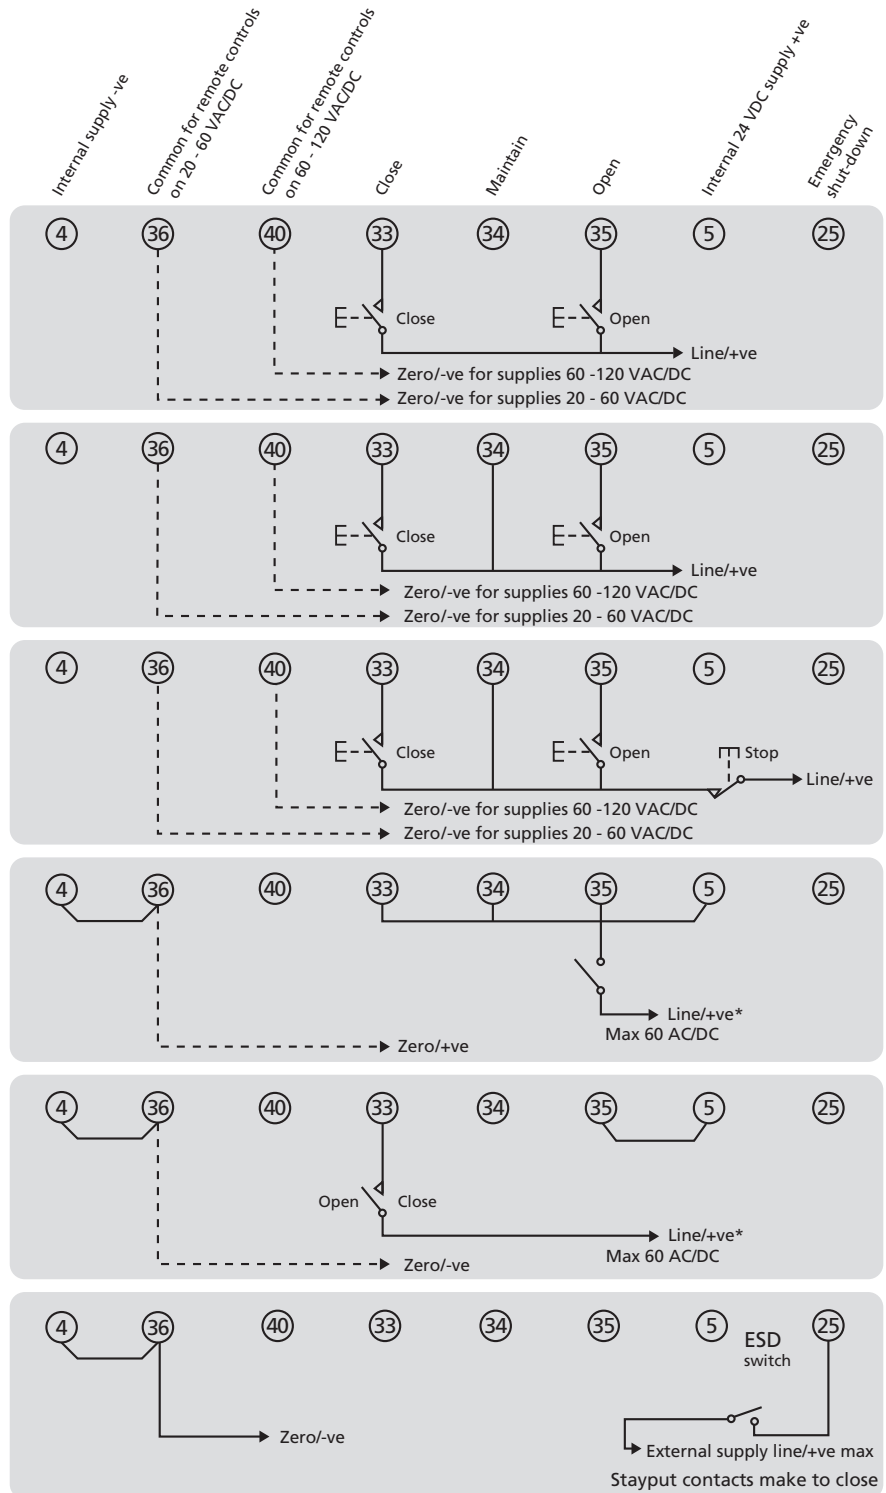 Internal supply -ve
Common for remote controls
on 20 - 60 VAC/DC
Common for remote controls
on 60 - 120 VAC/DC
Close
Maintain
Open
Internal 24 VDC supply +ve
Emergency
shut-down
4 36 40 33 34 35 5 25
Close Open
Line/+ve
Zero/-ve for supplies 60 -120 VAC/DC
Zero/-ve for supplies 20 - 60 VAC/DC
4 36 40 33 34 35 5 25
Close Open
Line/+ve
Zero/-ve for supplies 60 -120 VAC/DC
Zero/-ve for supplies 20 - 60 VAC/DC
4 36 40 33 34 35 5 25
Close Open Stop
Line/+ve
Zero/-ve for supplies 60 -120 VAC/DC
Zero/-ve for supplies 20 - 60 VAC/DC
4 36 40 33 34 35 5 25
Line/+ve*
Max 60 AC/DC
Zero/+ve
4 36 40 33 34 35 5 25
Open Close
Line/+ve*
Max 60 AC/DC
Zero/-ve
4 36 40 33 34 35 5 25
ESD
switch
Zero/-ve
External supply line/+ve max
Stayput contacts make to close